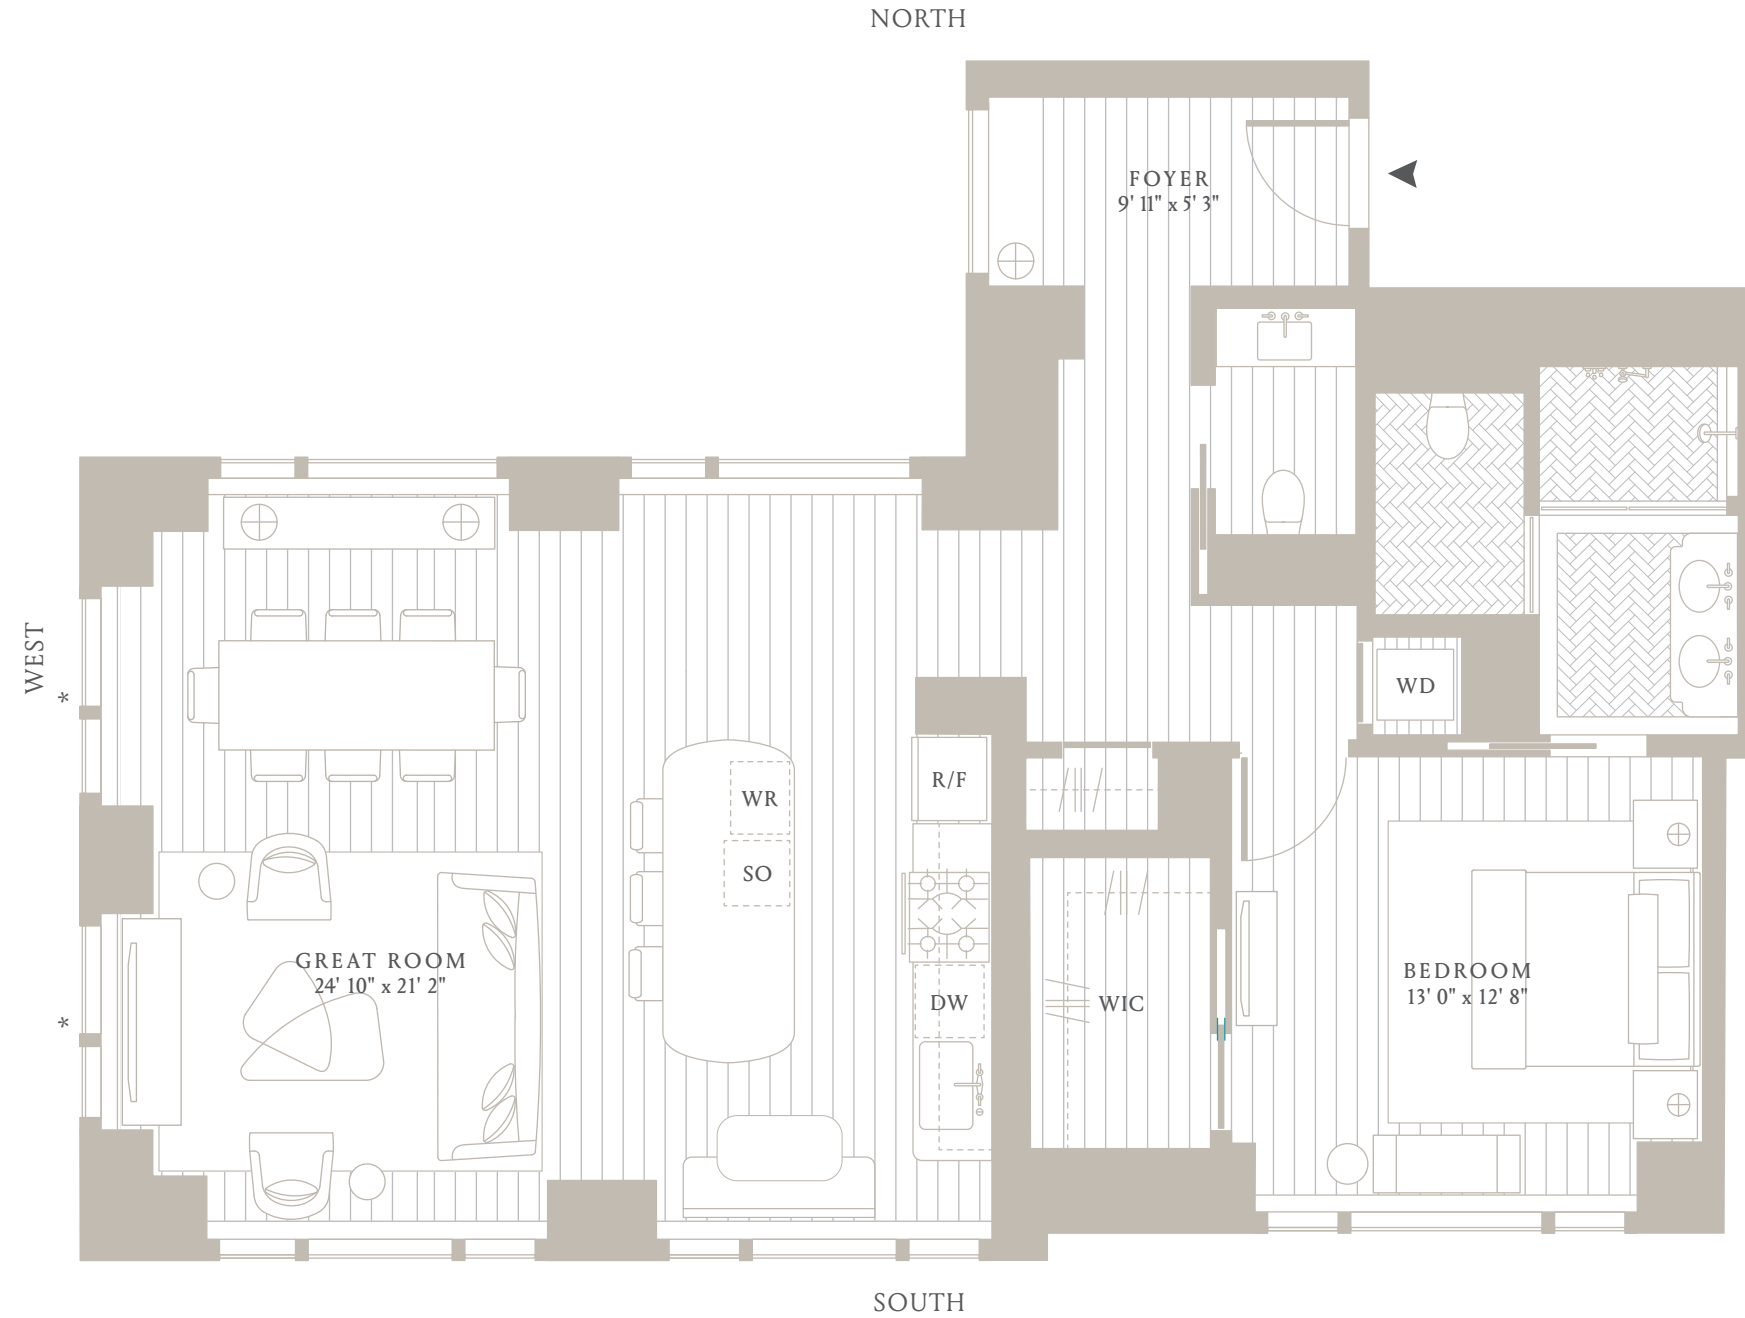 NORTH
FOYER
9' 11" x 5' 3"
WEST
*
WD
WR
R/F
SO
GREAT ROOM
24' 10" x 21' 2"
BEDROOM
13' 0" x 12' 8"
DW
WIC
*
SOUTH